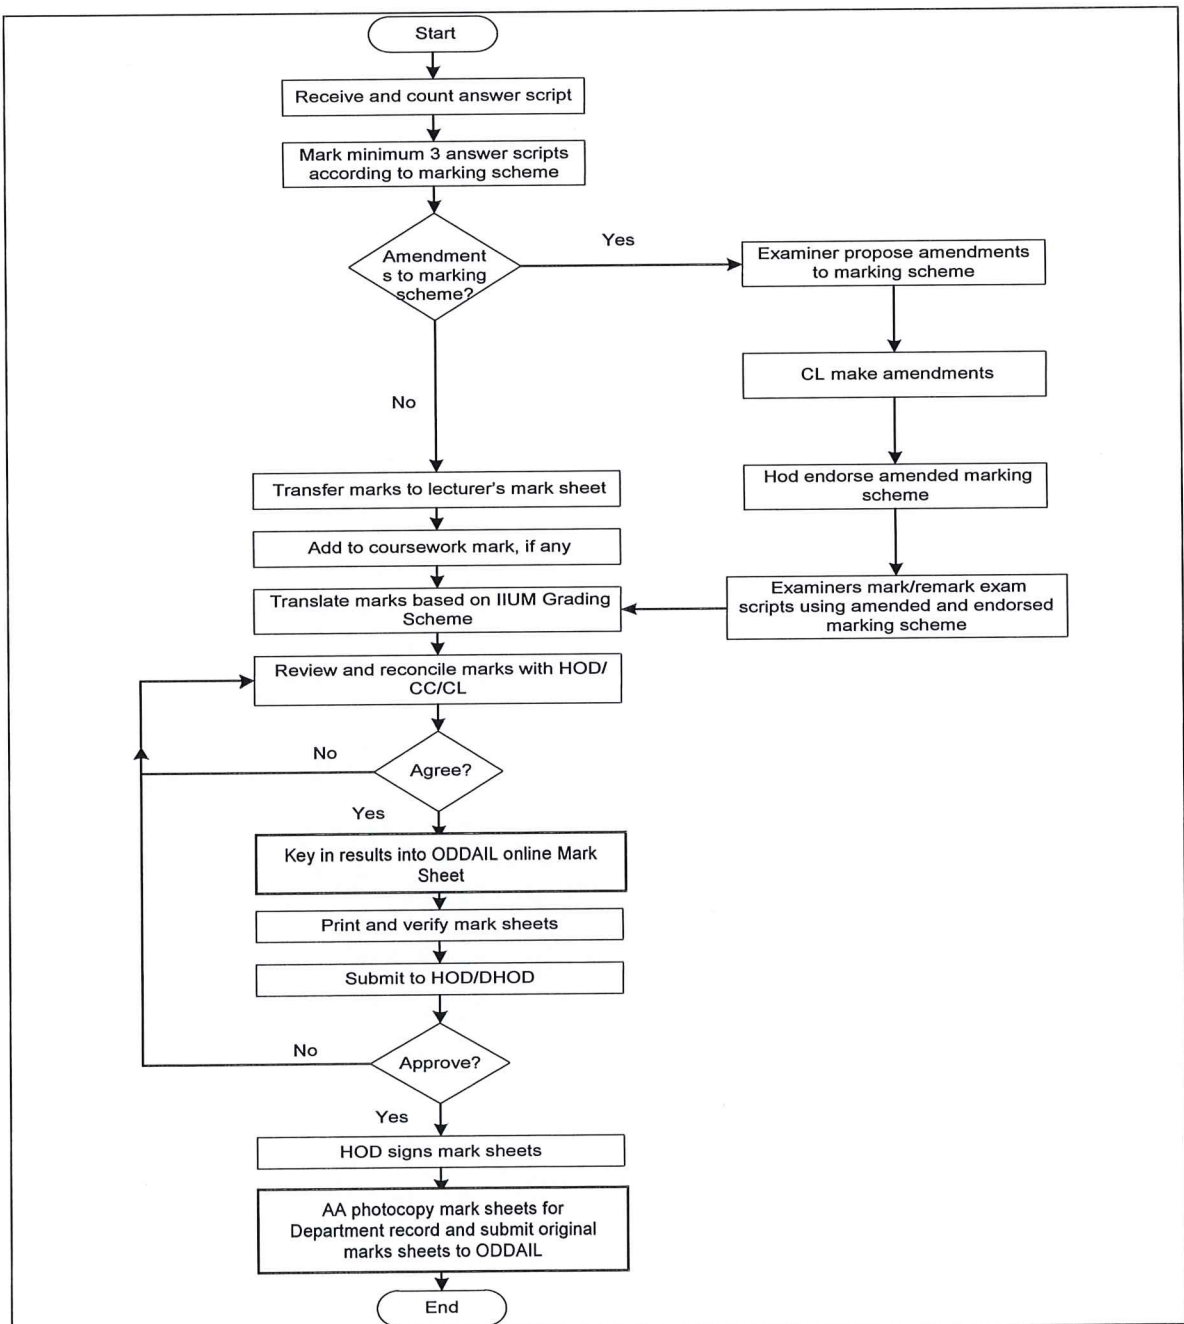 Start
Receive and count answer script
Mark minimum 3 answer scripts
according to marking scheme
Amendment
s to marking
scheme?
Yes
Examiner propose amendments
to marking scheme
CL make amendments
No
Hod endorse amended marking
scheme
Transfer marks to lecturer's mark sheet
Add to coursework mark, if any
Examiners mark/remark exam
scripts using amended and endorsed
marking scheme
Translate marks based on IIUM Grading
Scheme
Review and reconcile marks with HOD/
CC/CL
No
Agree?
Yes
Key in results into ODDAIL online Mark
Sheet
Print and verify mark sheets
Submit to HOD/DHOD
No
Approve?
Yes
HOD signs mark sheets
AA photocopy mark sheets for
Department record and submit original
marks sheets to ODDAIL
End